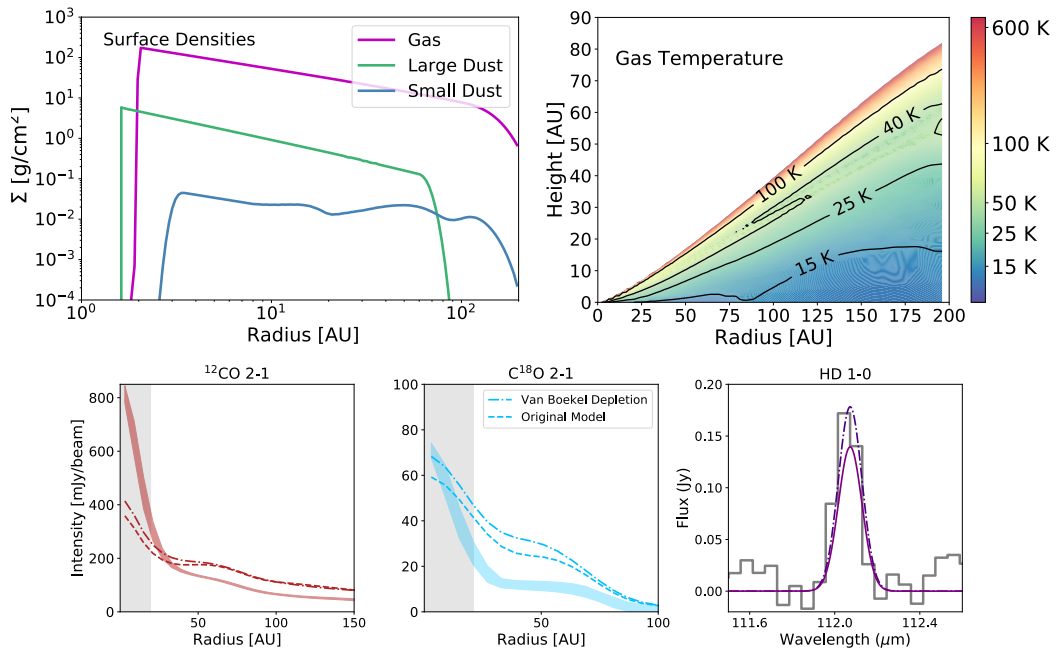 Surface Densities
Gas
Large Dust
Small Dust
10³
10²
10¹
10⁰
10⁻¹
10⁻²
10⁻³
10⁻⁴
Σ [g/cm²]
10⁰
10¹
10²
Radius [AU]
Gas Temperature
90
80
70
60
50
40
30
20
10
0
Height [AU]
100 K
40 K
25 K
15 K
0
25
50
75
100
125
150
175
200
Radius [AU]
600 K
100 K
50 K
25 K
15 K
¹²CO 2-1
800
600
400
200
0
Intensity [mJy/beam]
50
100
150
Radius [AU]
C¹⁸O 2-1
Van Boekel Depletion
Original Model
100
80
60
40
20
0
0
50
100
Radius [AU]
HD 1-0
0.20
0.15
0.10
0.05
0.00
Flux (Jy)
111.6
112.0
112.4
Wavelength (μm)